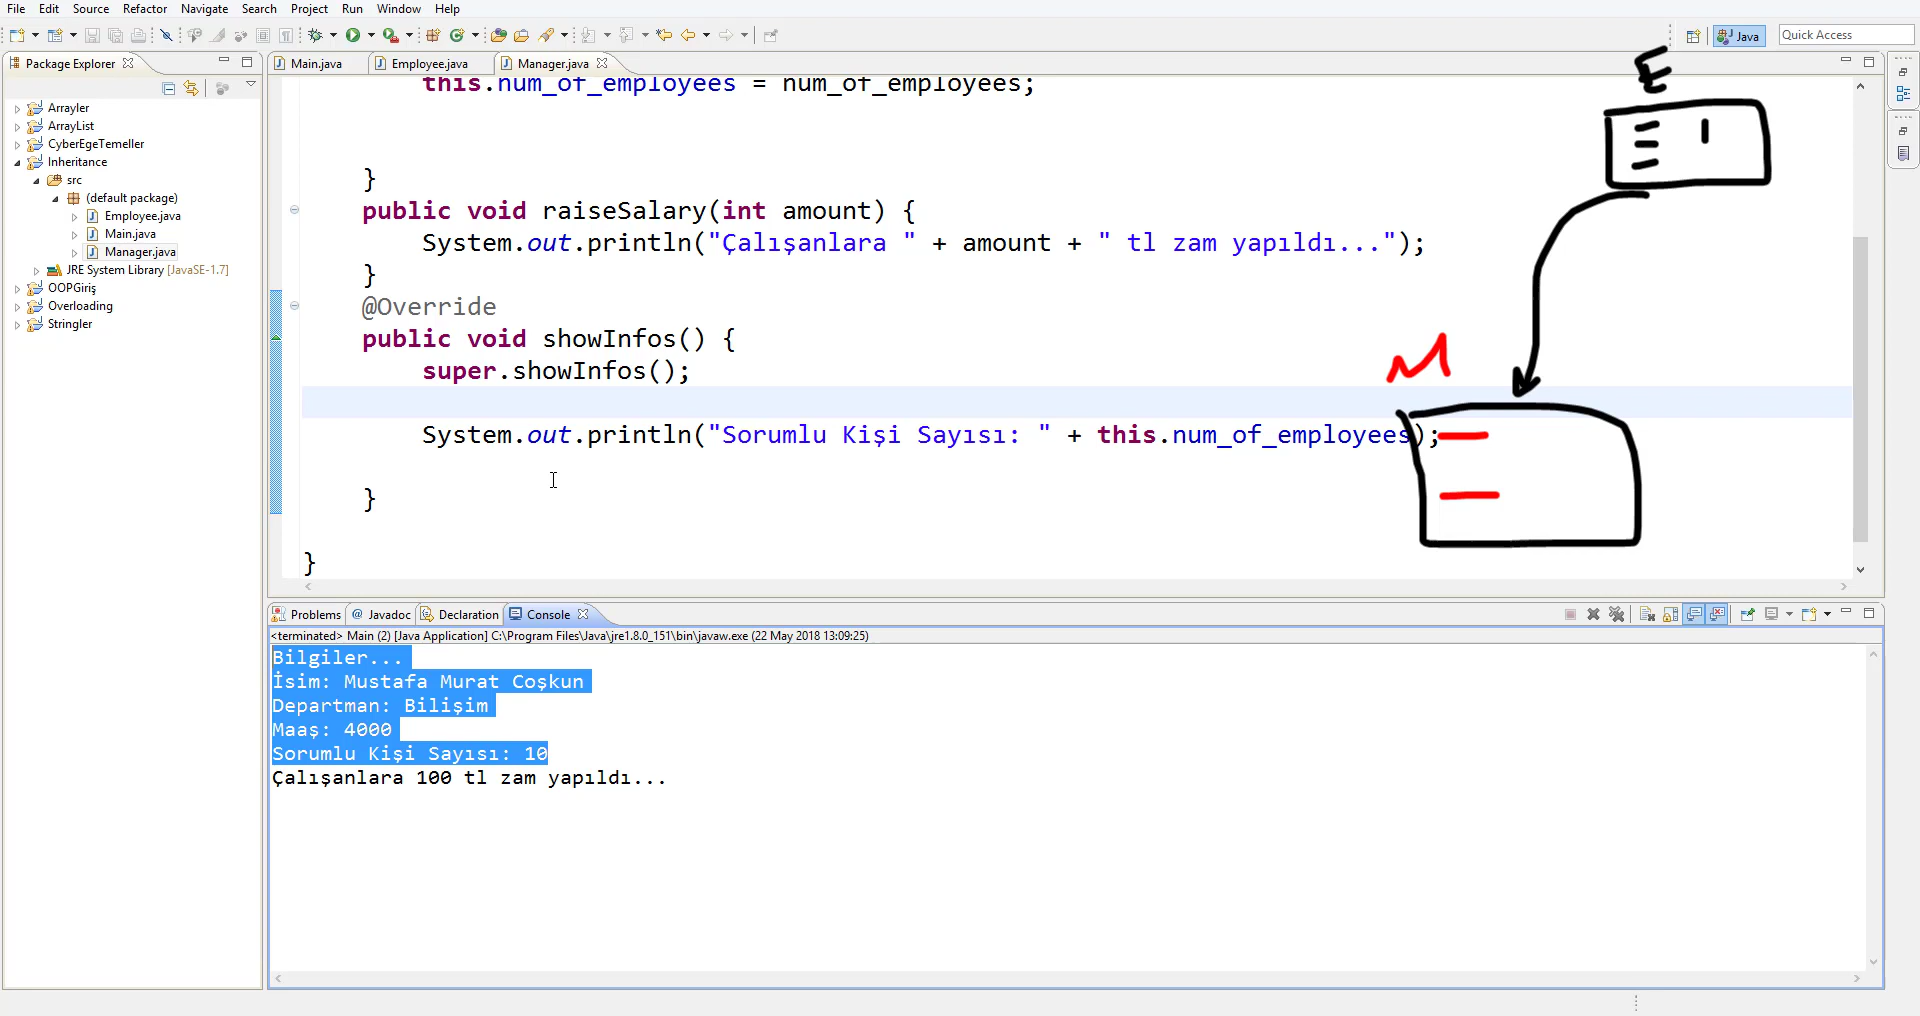 File Edit Source Refactor Navigate Search Project Run Window Help
Java
Quick Access
Package Explorer
Main.java
Employee.java
Manager.java
Arrayler
ArrayList
CyberEgeTemeller
Inheritance
src
(default package)
Employee.java
Main.java
Manager.java
JRE System Library [JavaSE-1.7]
OOPGiriş
Overloading
Stringler
this.num_of_employees = num_of_employees;
}
public void raiseSalary(int amount) {
System.out.println("Çalışanlara " + amount + " tl zam yapıldı...");
}
@Override
public void showInfos() {
super.showInfos();
System.out.println("Sorumlu Kişi Sayısı: " + this.num_of_employees);
}
}
E
M
Problems @ Javadoc Declaration Console
<terminated> Main (2) [Java Application] C:\Program Files\Java\jre1.8.0_151\bin\javaw.exe (22 May 2018 13:09:25)
Bilgiler...
İsim: Mustafa Murat Coşkun
Departman: Bilişim
Maaş: 4000
Sorumlu Kişi Sayısı: 10
Çalışanlara 100 tl zam yapıldı...